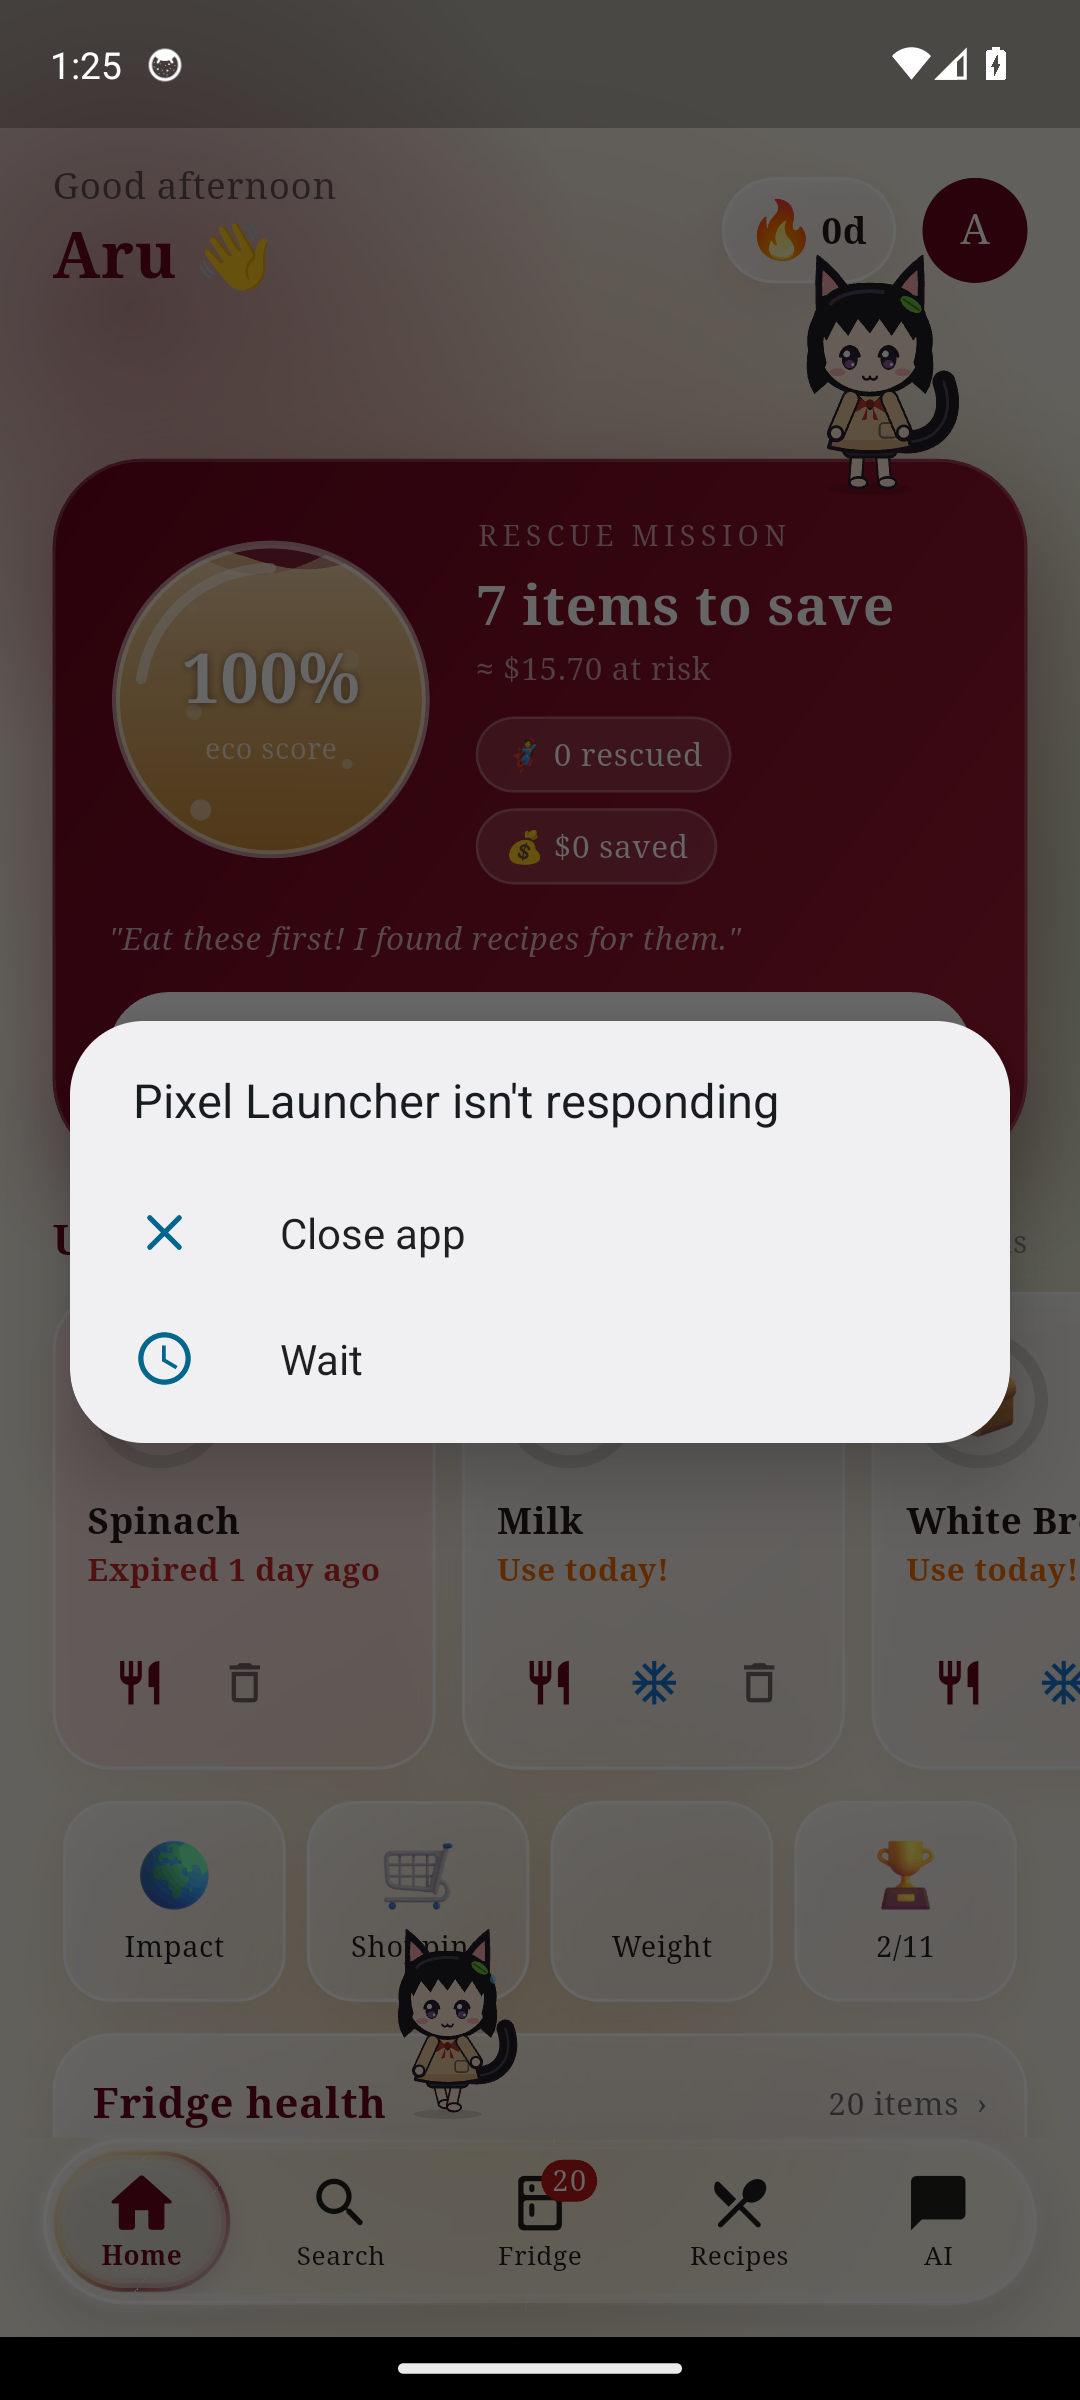 1:25
Good afternoon
Aru
0d
A
RESCUE MISSION
7 items to save
≈ $15.70 at risk
100%
eco score
0 rescued
$0 saved
"Eat these first! I found recipes for them."
Pixel Launcher isn't responding
Close app
Wait
Spinach
Expired 1 day ago
Milk
Use today!
White Br
Use today!
Impact
Shoppin
Weight
2/11
Fridge health
20 items ›
20
Home
Search
Fridge
Recipes
AI